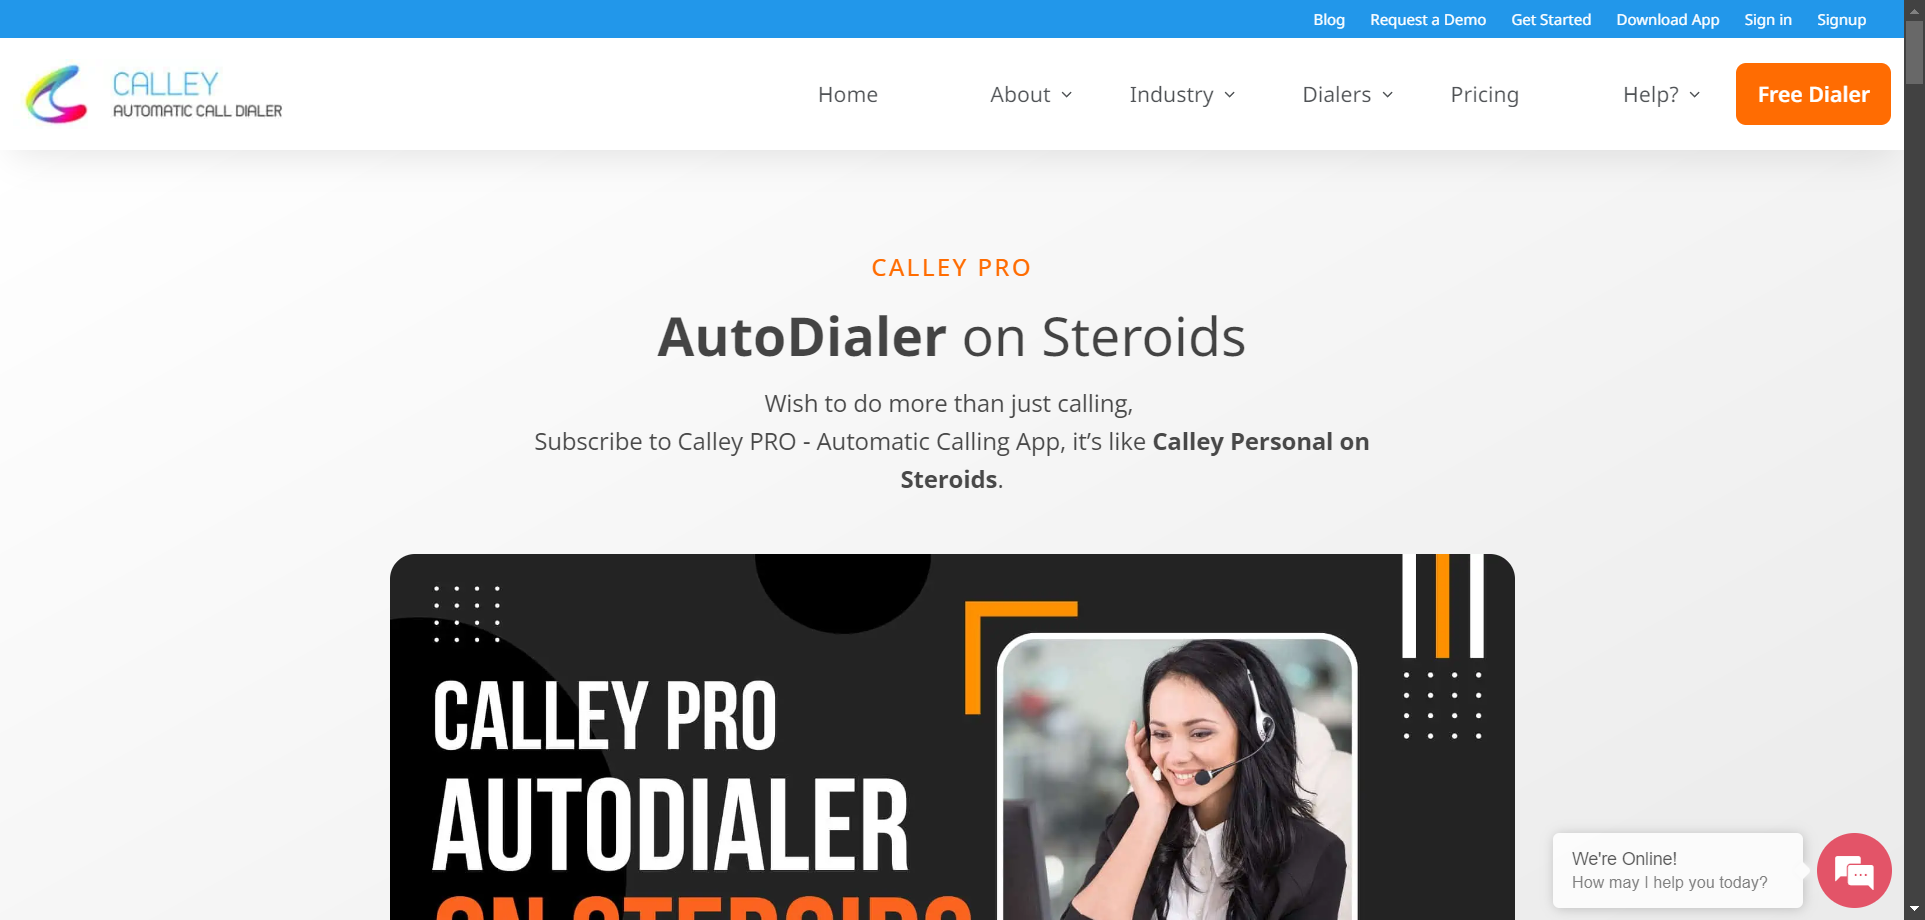 Blog Request a Demo Get Started Download App Sign in Signup
CALLEY
AUTOMATIC CALL DIALER
Home About Industry Dialers Pricing Help? Free Dialer
CALLEY PRO
AutoDialer on Steroids
Wish to do more than just calling,
Subscribe to Calley PRO - Automatic Calling App, it’s like Calley Personal on
Steroids.
CALLEY PRO
AUTODIALER
ON STEROIDS
We're Online!
How may I help you today?